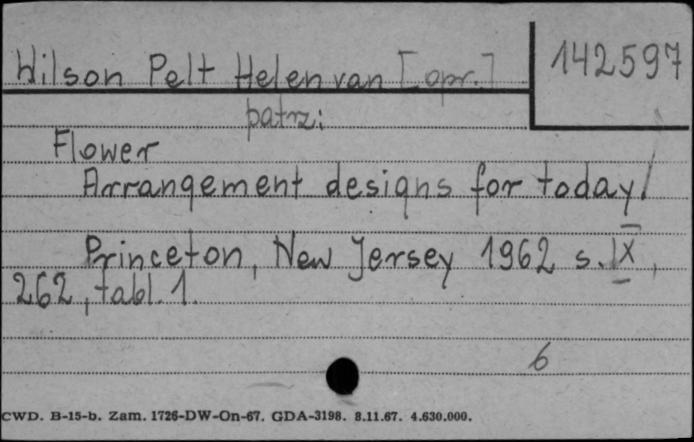 Wilson Pelt Helen van [opr.]
142597
patrz:
Flower
Arrangement designs for today!
Princeton, New Jersey 1962 s. IX,
262, tabl. 1.
6
CWD. B-15-b. Zam. 1726-DW-On-67. GDA-3198. 8.11.67. 4.630.000.